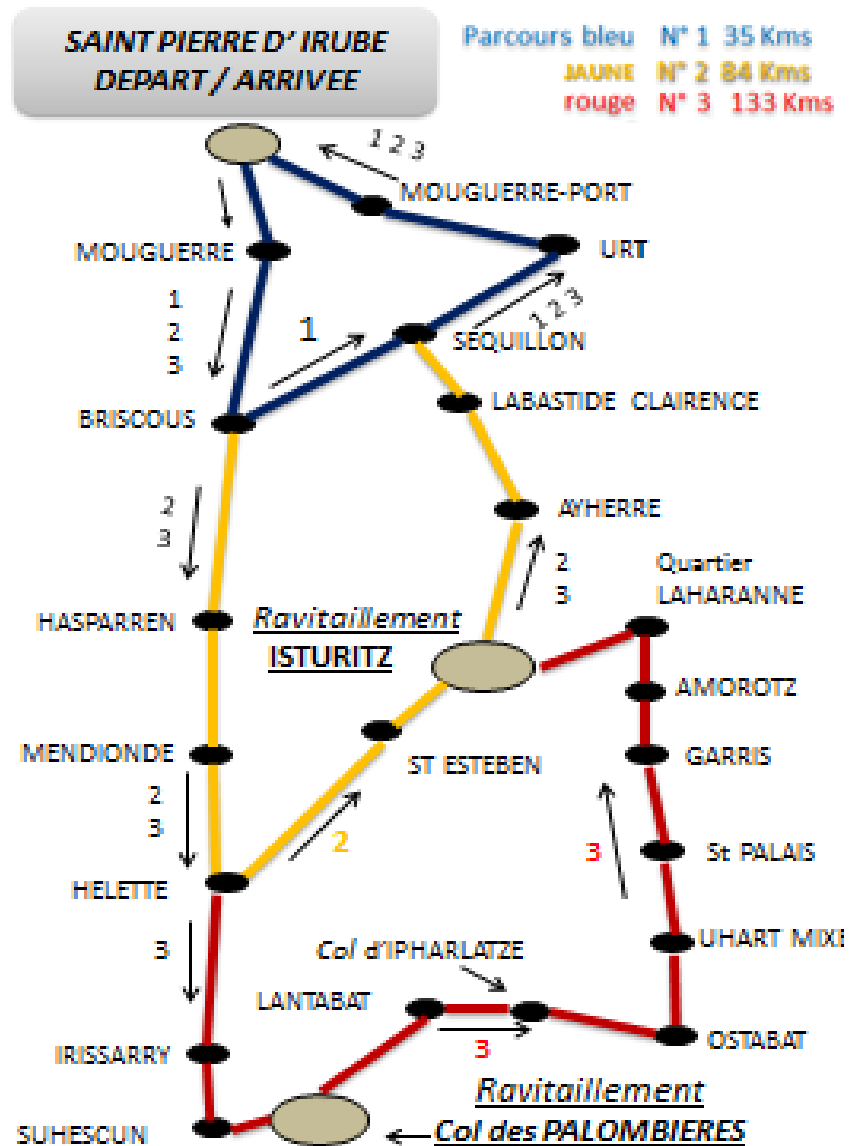 SAINT PIERRE D' IRUBE
DEPART / ARRIVEE
Parcours bleu N° 1 35 Kms
JAUNE N° 2 84 Kms
rouge N° 3 133 Kms
1 2 3
MOUGUERRE-PORT
MOUGUERRE
URT
1
2
3
1
1 2 3
SEQUILLON
LABASTIDE CLAIRENCE
BRISCOUS
2
3
AYHERRE
2
3
Quartier
LAHARANNE
HASPARREN
Ravitaillement
ISTURITZ
AMOROTZ
MENDIONDE
ST ESTEBEN
GARRIS
2
3
2
3
St PALAIS
HELETTE
3
Col d'IPHARLATZE
UHART MIXE
LANTABAT
3
OSTABAT
IRISSARRY
Ravitaillement
SUHESCUN
Col des PALOMBIERES